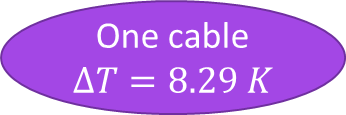 One cable
ΔT = 8.29 K